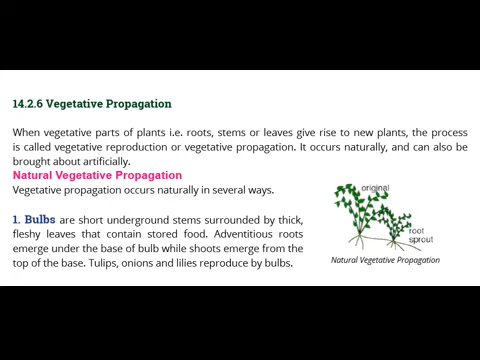 14.2.6 Vegetative Propagation
When vegetative parts of plants i.e. roots, stems or leaves give rise to new plants, the process
is called vegetative reproduction or vegetative propagation. It occurs naturally, and can also be
brought about artificially.
Natural Vegetative Propagation
Vegetative propagation occurs naturally in several ways.
1. Bulbs are short underground stems surrounded by thick,
fleshy leaves that contain stored food. Adventitious roots
emerge under the base of bulb while shoots emerge from the
top of the base. Tulips, onions and lilies reproduce by bulbs.
original
root
sprout
Natural Vegetative Propagation